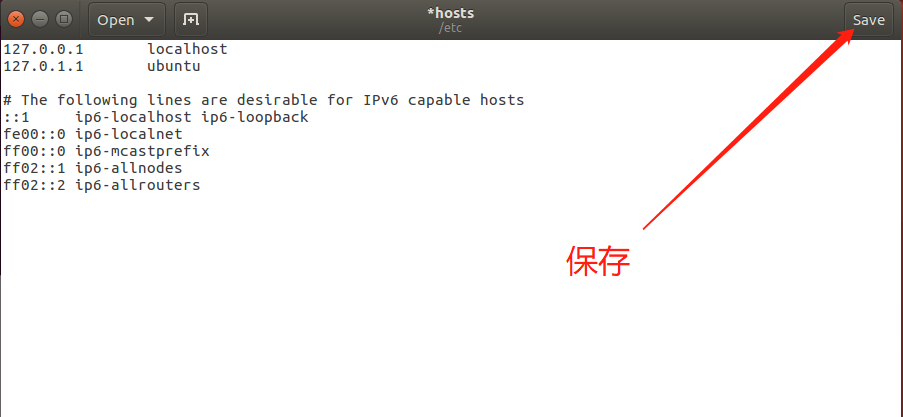 *hosts
/etc
Open
Save
127.0.0.1 localhost
127.0.1.1 ubuntu
# The following lines are desirable for IPv6 capable hosts
::1 ip6-localhost ip6-loopback
fe00::0 ip6-localnet
ff00::0 ip6-mcastprefix
ff02::1 ip6-allnodes
ff02::2 ip6-allrouters
保存